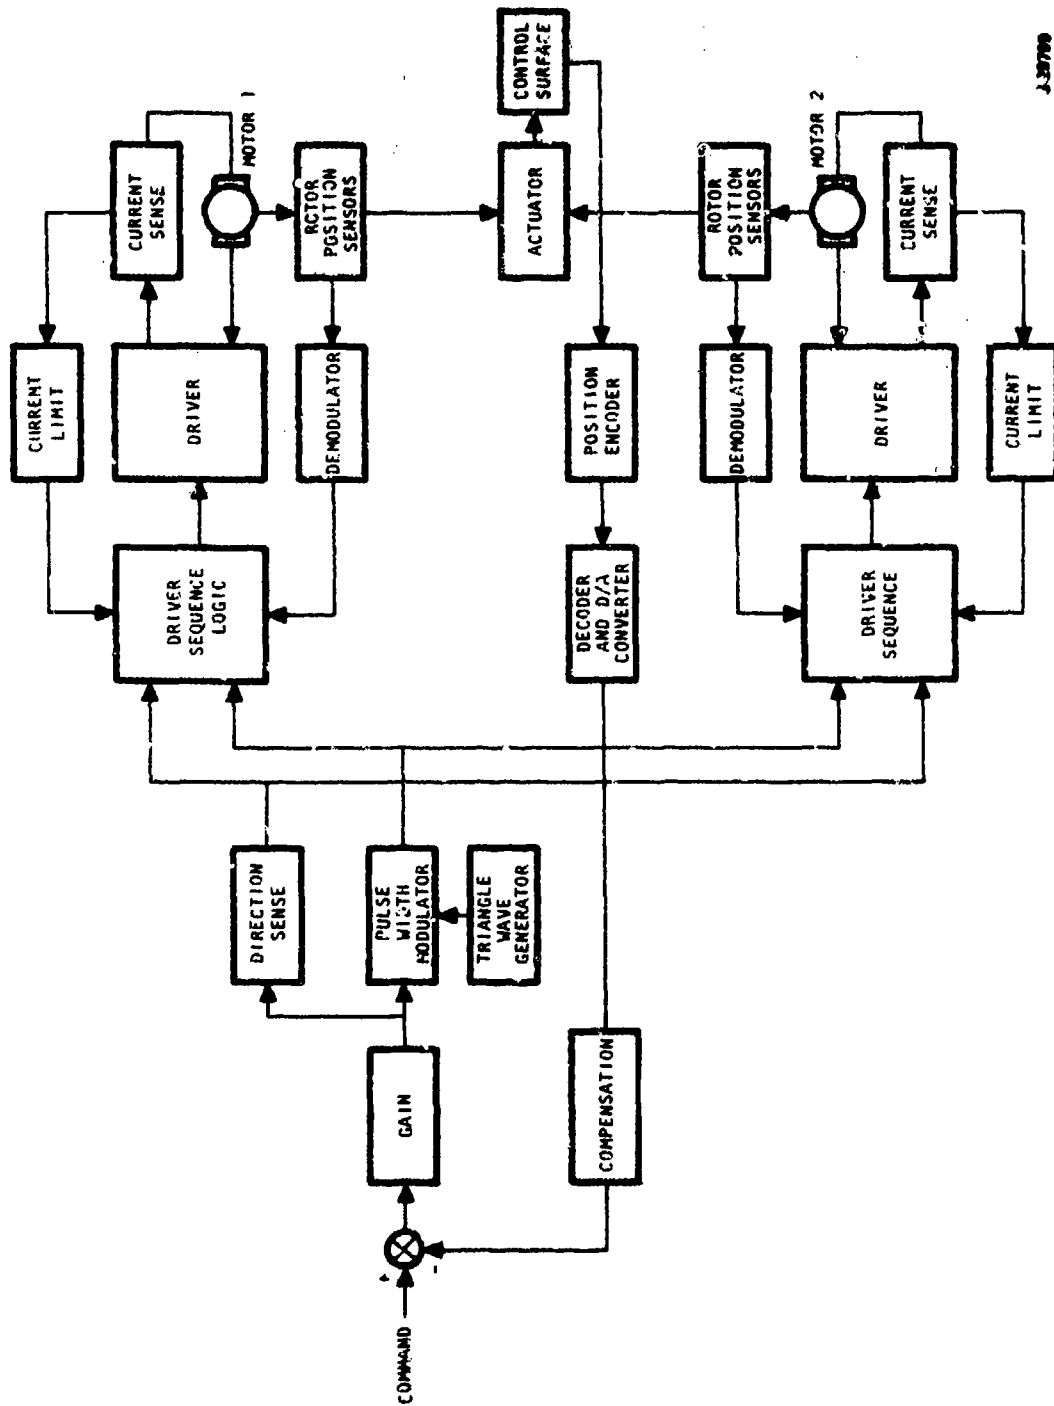 COMMAND
+
-
GAIN
COMPENSATION
DIRECTION
SENSE
PULSE
WIDTH
MODULATOR
TRIANGLE
WAVE
GENERATOR
DRIVER
SEQUENCE
LOGIC
DECODER
AND D/A
CONVERTER
DRIVER
SEQUENCE
CURRENT
LIMIT
DRIVER
DEMODULATOR
POSITION
ENCODER
DEMODULATOR
DRIVER
CURRENT
LIMIT
CURRENT
SENSE
MOTOR 1
ROTOR
POSITION
SENSORS
ACTUATOR
CONTROL
SURFACE
ROTOR
POSITION
SENSORS
MOTOR 2
CURRENT
SENSE